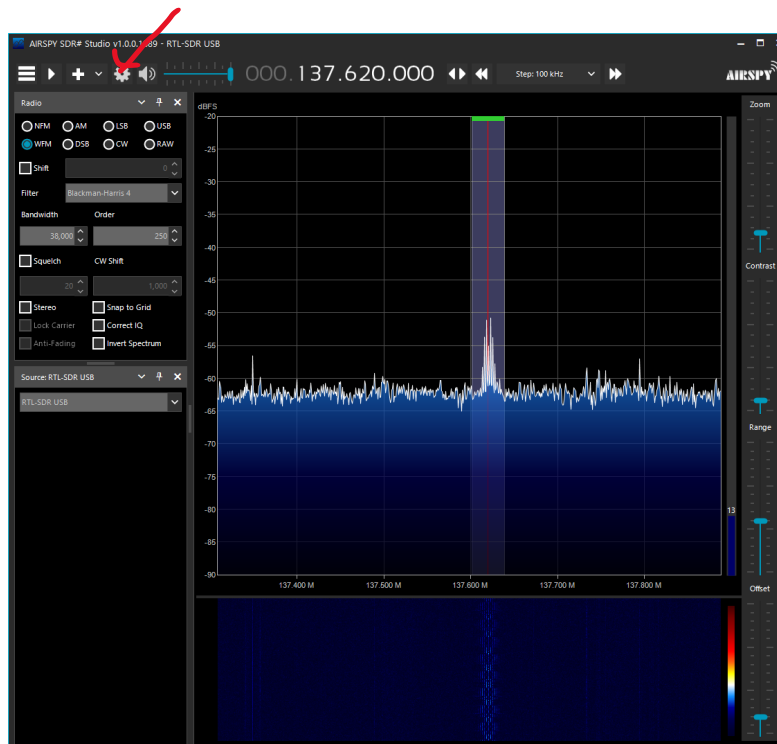 AIRSPY SDR# Studio v1.0.0.1 89 - RTL-SDR USB
000.137.620.000
Step: 100 kHz
AIRSPY
Radio
NFM AM LSB USB
WFM DSB CW RAW
Shift 0
Filter Blackman-Harris 4
Bandwidth Order
38,000 250
Squelch CW Shift
20 1,000
Stereo Snap to Grid
Lock Carrier Correct IQ
Anti-Fading Invert Spectrum
Source: RTL-SDR USB
RTL-SDR USB
dBFS
-20
-25
-30
-35
-40
-45
-50
-55
-60
-65
-70
-75
-80
-85
-90
137.400 M 137.500 M 137.600 M 137.700 M 137.800 M
13
Zoom
Contrast
Range
Offset